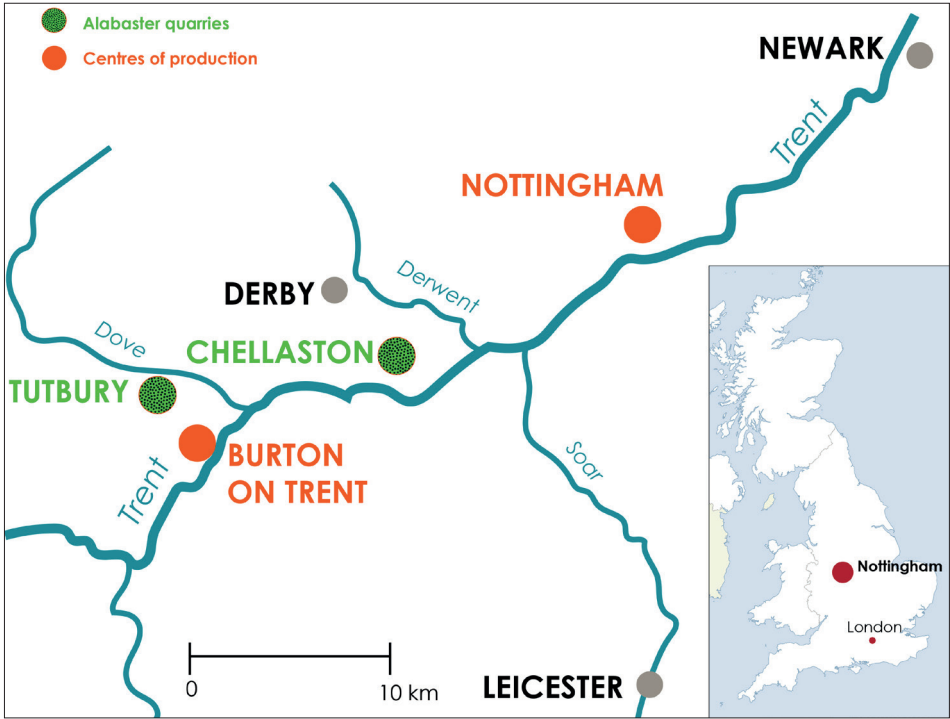 Alabaster quarries
Centres of production
NEWARK
Trent
NOTTINGHAM
Derwent
DERBY
Dove
CHELLASTON
TUTBURY
BURTON
ON TRENT
Trent
Soar
Nottingham
London
0
10 km
LEICESTER